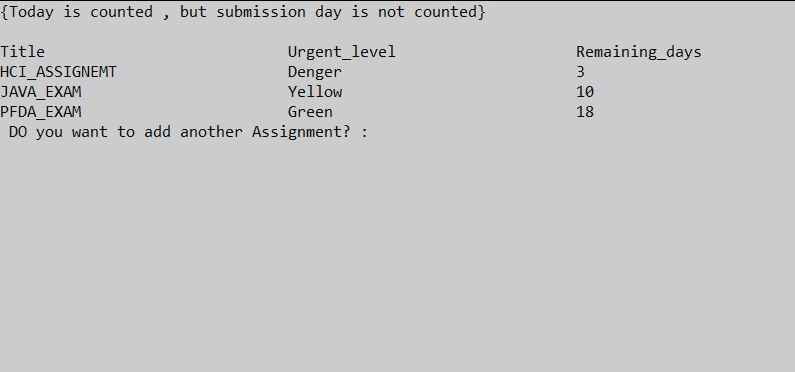 {Today is counted , but submission day is not counted}
Title Urgent_level Remaining_days
HCI_ASSIGNEMT Denger 3
JAVA_EXAM Yellow 10
PFDA_EXAM Green 18
DO you want to add another Assignment? :